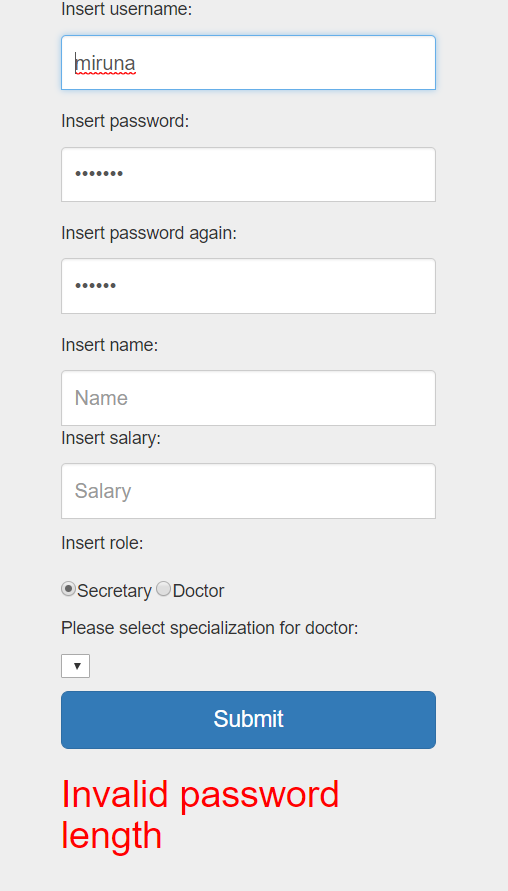 Insert username:
miruna
Insert password:
•••••••
Insert password again:
••••••
Insert name:
Name
Insert salary:
Salary
Insert role:
Secretary Doctor
Please select specialization for doctor:
Submit
Invalid password
length